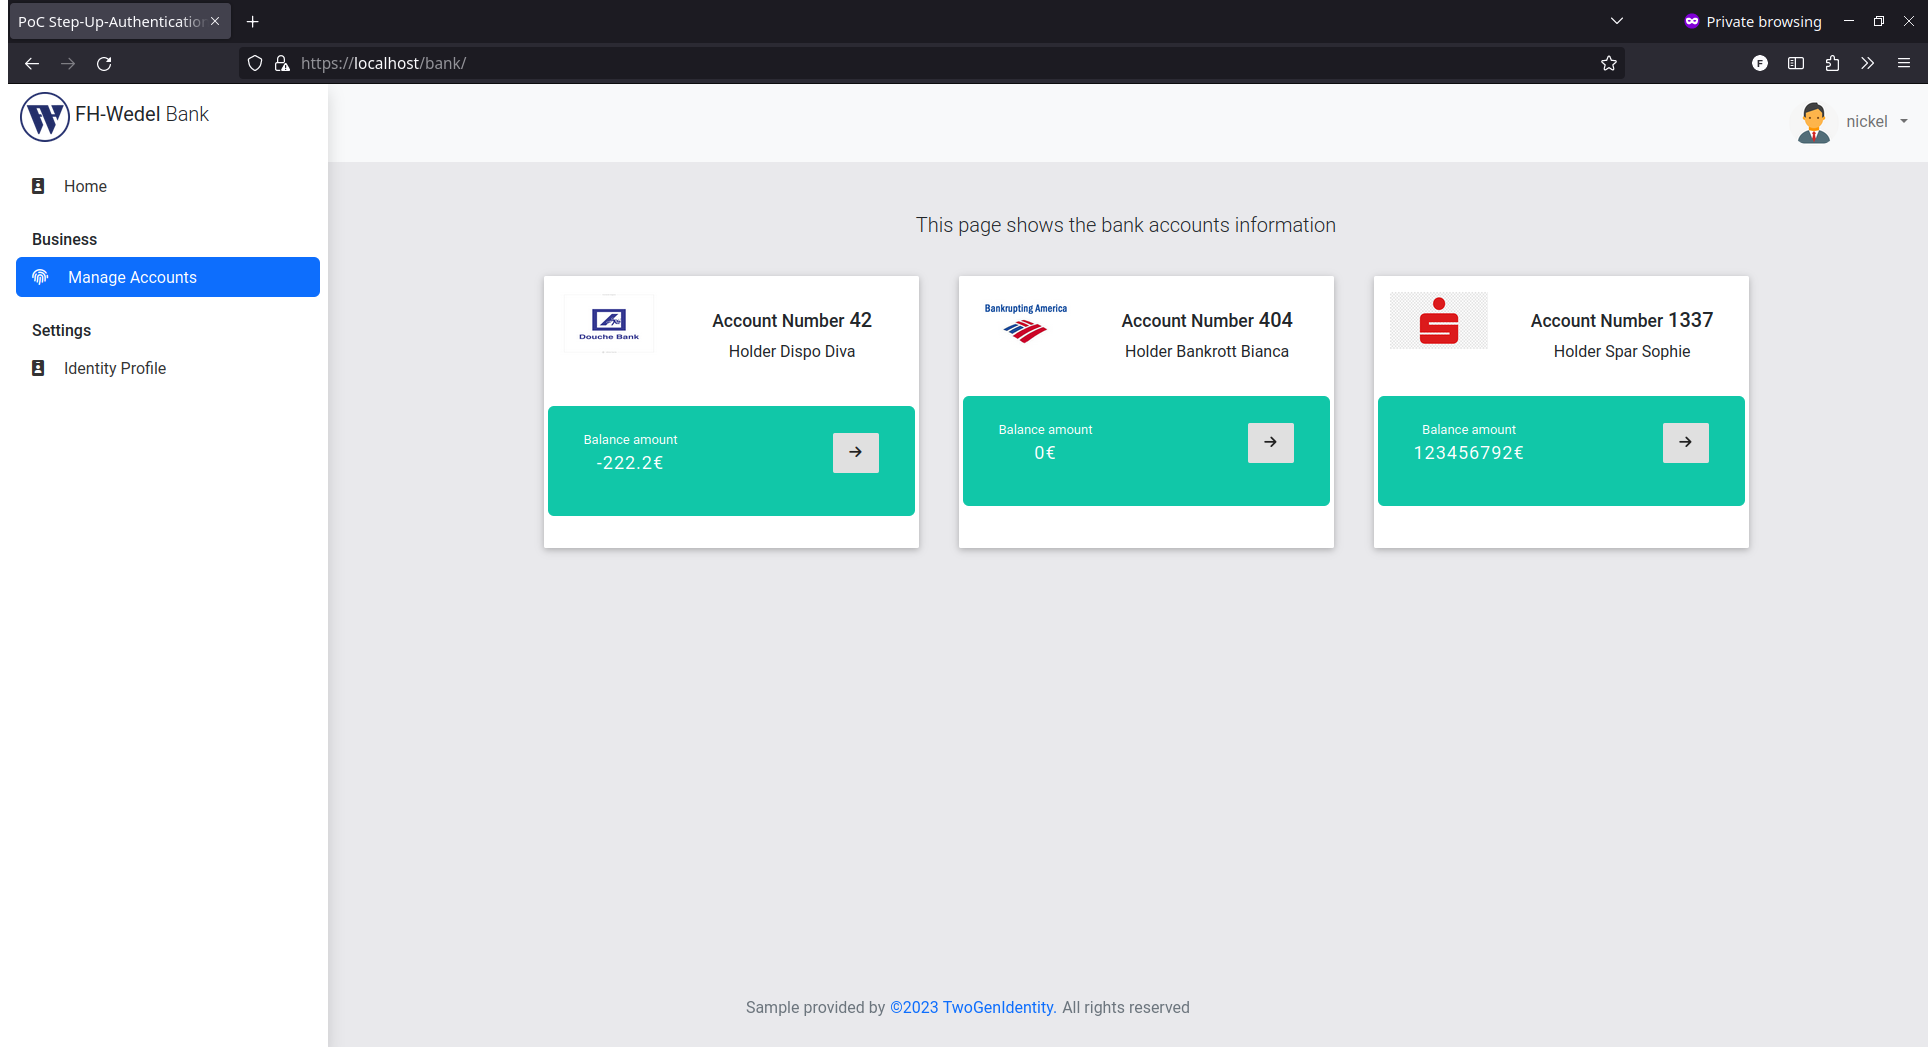 PoC Step-Up-Authentication
Private browsing
https://localhost/bank/
F
FH-Wedel Bank
nickel
Home
Business
Manage Accounts
Settings
Identity Profile
This page shows the bank accounts information
Douche Bank
Account Number 42
Holder Dispo Diva
Balance amount
-222.2€
Bankrupting America
Account Number 404
Holder Bankrott Bianca
Balance amount
0€
Account Number 1337
Holder Spar Sophie
Balance amount
123456792€
Sample provided by ©2023 TwoGenIdentity. All rights reserved